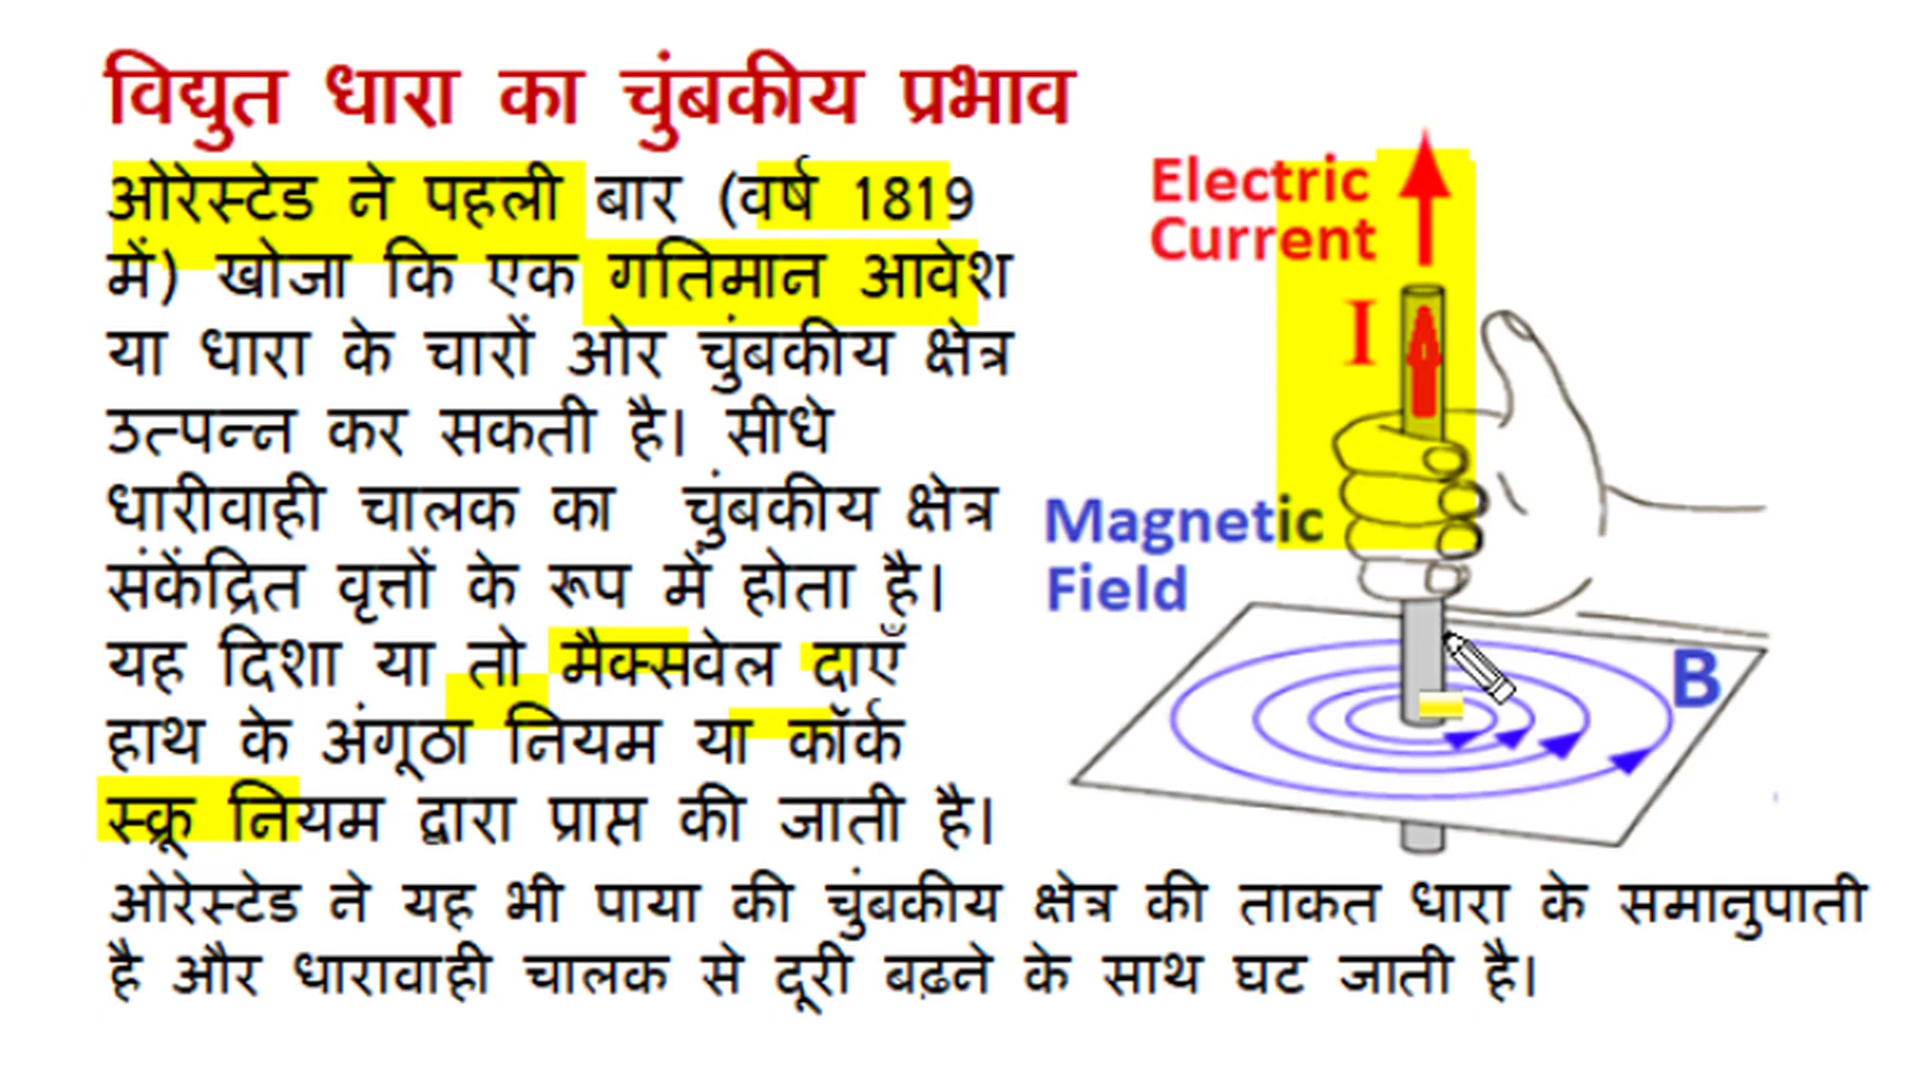 विद्युत धारा का चुंबकीय प्रभाव
ओरेस्टेड ने पहली बार (वर्ष 1819
में) खोजा कि एक गतिमान आवेश
या धारा के चारों ओर चुंबकीय क्षेत्र
उत्पन्न कर सकती है। सीधे
धारीवाही चालक का चुंबकीय क्षेत्र
संकेंद्रित वृत्तों के रूप में होता है।
यह दिशा या तो मैक्सवेल दाएँ
हाथ के अंगूठा नियम या कॉर्क
स्क्रू नियम द्वारा प्राप्त की जाती है।
ओरेस्टेड ने यह भी पाया की चुंबकीय क्षेत्र की ताकत धारा के समानुपाती
है और धारावाही चालक से दूरी बढ़ने के साथ घट जाती है।
Electric
Current
I
Magnetic
Field
B